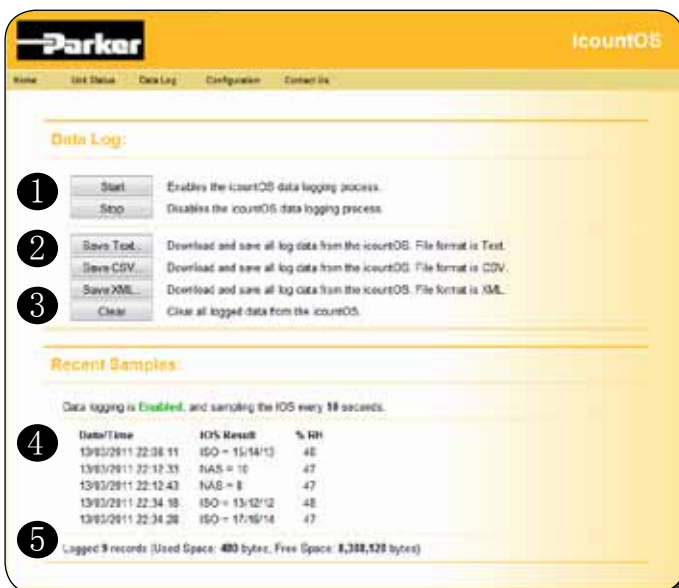 Parker
icountOS
Home Unit Status Data Log Configuration Contact Us
Data Log:
1 Start Enables the icountOS data logging process.
Stop Disables the icountOS data logging process.
2 Save Text... Download and save all log data from the icountOS. File format is Text.
Save CSV... Download and save all log data from the icountOS. File format is CSV.
Save XML... Download and save all log data from the icountOS. File format is XML.
3 Clear Clear all logged data from the icountOS.
Recent Samples:
Data logging is Enabled, and sampling the IOS every 10 seconds.
4 Date/Time IOS Result % RH
13/03/2011 22:08:11 ISO = 15/14/13 48
13/03/2011 22:12:33 NAS = 10 47
13/03/2011 22:12:43 NAS = 8 47
13/03/2011 22:34:18 ISO = 13/12/12 48
13/03/2011 22:34:28 ISO = 17/16/14 47
5 Logged 9 records (Used Space: 480 bytes, Free Space: 8,388,128 bytes)